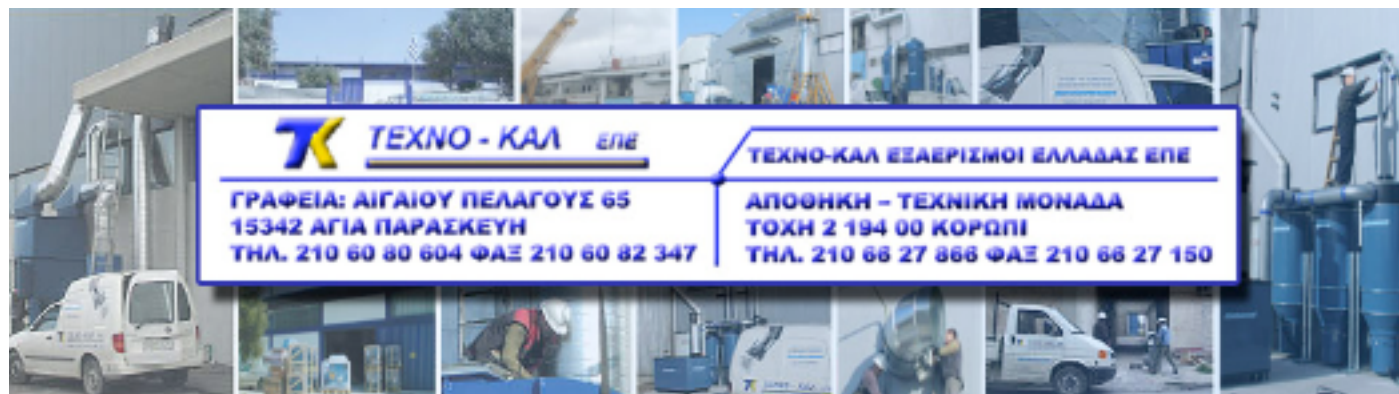 ΤΚ
ΤΕΧΝΟ - ΚΑΛ ΕΠΕ
ΓΡΑΦΕΙΑ: ΑΙΓΑΙΟΥ ΠΕΛΑΓΟΥΣ 65
15342 ΑΓΙΑ ΠΑΡΑΣΚΕΥΗ
ΤΗΛ. 210 60 80 604 ΦΑΞ 210 60 82 347
ΤΕΧΝΟ-ΚΑΛ ΕΞΑΕΡΙΣΜΟΙ ΕΛΛΑΔΑΣ ΕΠΕ
ΑΠΟΘΗΚΗ – ΤΕΧΝΙΚΗ ΜΟΝΑΔΑ
ΤΟΧΗ 2 194 00 ΚΟΡΩΠΙ
ΤΗΛ. 210 66 27 866 ΦΑΞ 210 66 27 150